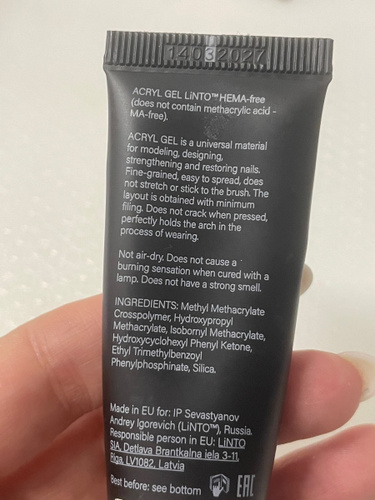 14032027
ACRYL GEL LiNTO™ HEMA-free
(does not contain methacrylic acid -
MA-free).
ACRYL GEL is a universal material
for modeling, designing,
strengthening and restoring nails.
Fine-grained, easy to spread, does
not stretch or stick to the brush. The
layout is obtained with minimum
filing. Does not crack when pressed,
perfectly holds the arch in the
process of wearing.
Not air-dry. Does not cause a
burning sensation when cured with a
lamp. Does not have a strong smell.
INGREDIENTS: Methyl Methacrylate
Crosspolymer, Hydroxypropyl
Methacrylate, Isobornyl Methacrylate,
Hydroxycyclohexyl Phenyl Ketone,
Ethyl Trimethylbenzoyl
Phenylphosphinate, Silica.
Made in EU for: IP Sevastyanov
Andrey Igorevich (LiNTO™), Russia.
Responsible person in EU: LiNTO
SIA, Detlava Brantkalna iela 3-11,
Riga, LV1082, Latvia
Best before: see bottom
EAC